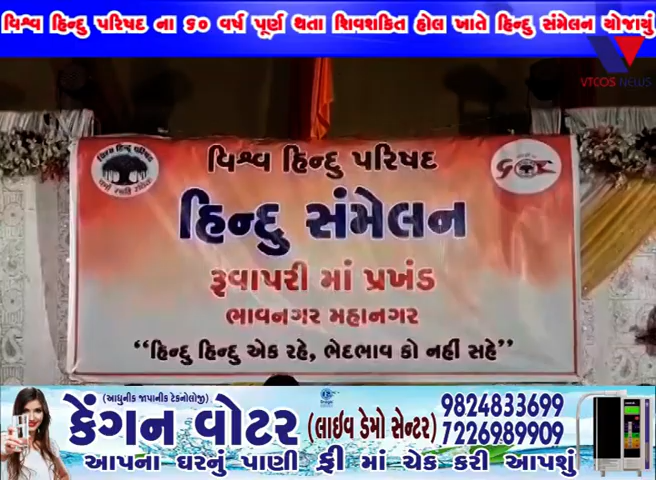 વિશ્વ હિન્દુ પરિષદ ના ૬૦ વર્ષ પૂર્ણ થતા શિવશકિત હોલ ખાતે હિન્દુ સંમેલન યોજાયું
VTCOS NEWS
વિશ્વ હિન્દુ પરિષદ
હિન્દુ સંમેલન
રૂવાપરી માં પ્રખંડ
ભાવનગર મહાનગર
“હિન્દુ હિન્દુ એક રહે, ભેદભાવ કો નહીં સહે”
(આધુનીક જાપાનીક ટેકનોલોજી)
કેંગન વોટર (લાઇવ ડેમો સેન્ટર) 9824833699
7226989909
આપના ઘરનું પાણી ફ્રી માં ચેક કરી આપશું